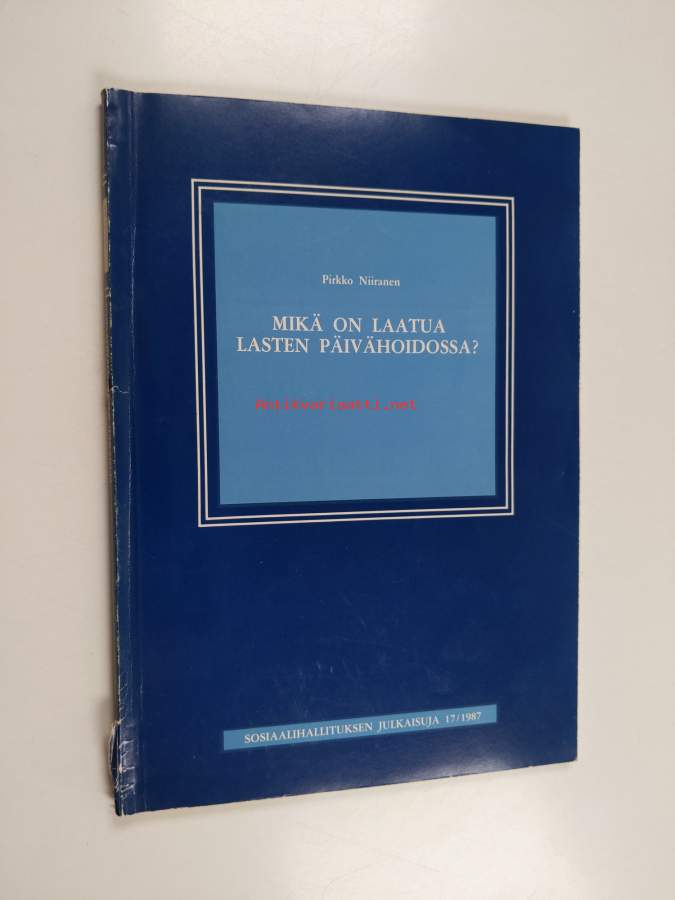 Pirkko Niiranen
MIKÄ ON LAATUA
LASTEN PÄIVÄHOIDOSSA?
Antikvariaatti.net
SOSIAALIHALLITUKSEN JULKAISUJA 17/1987